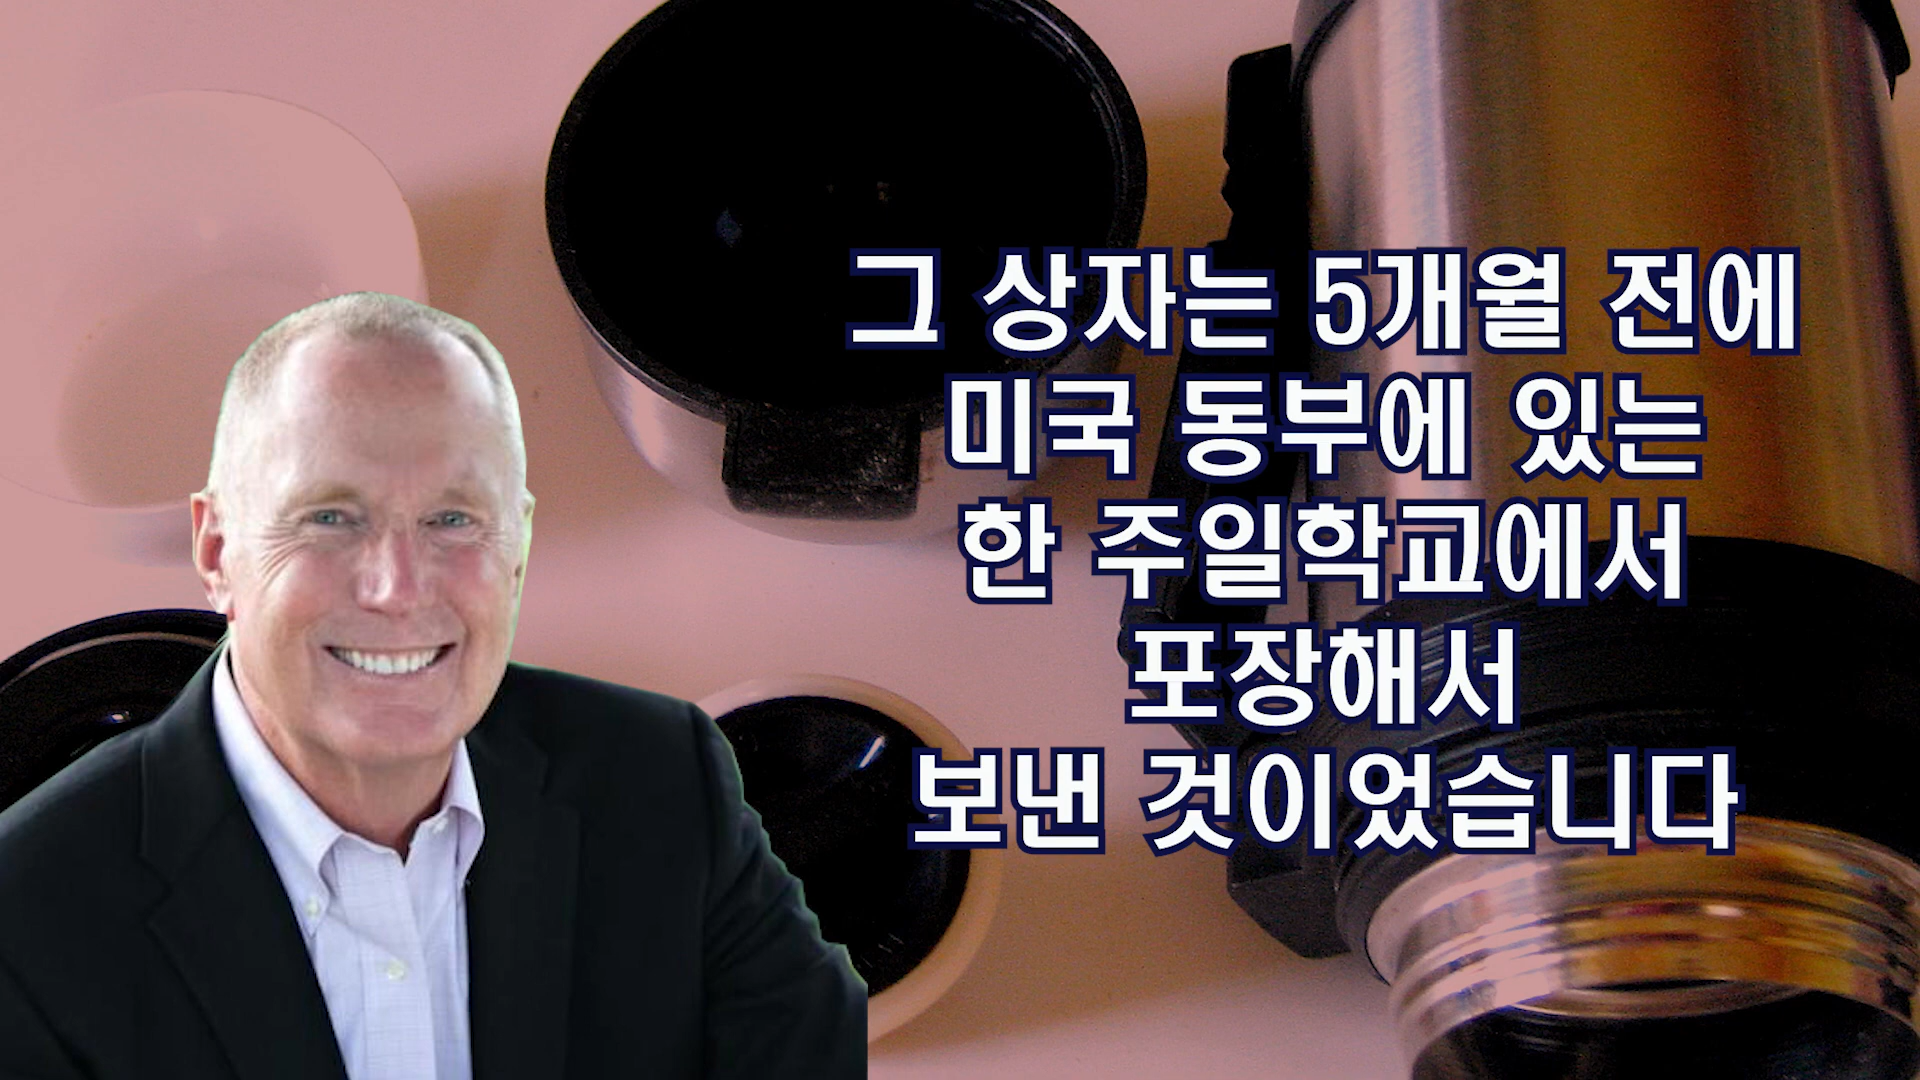 그 상자는 5개월 전에
미국 동부에 있는
한 주일학교에서
포장해서
보낸 것이었습니다